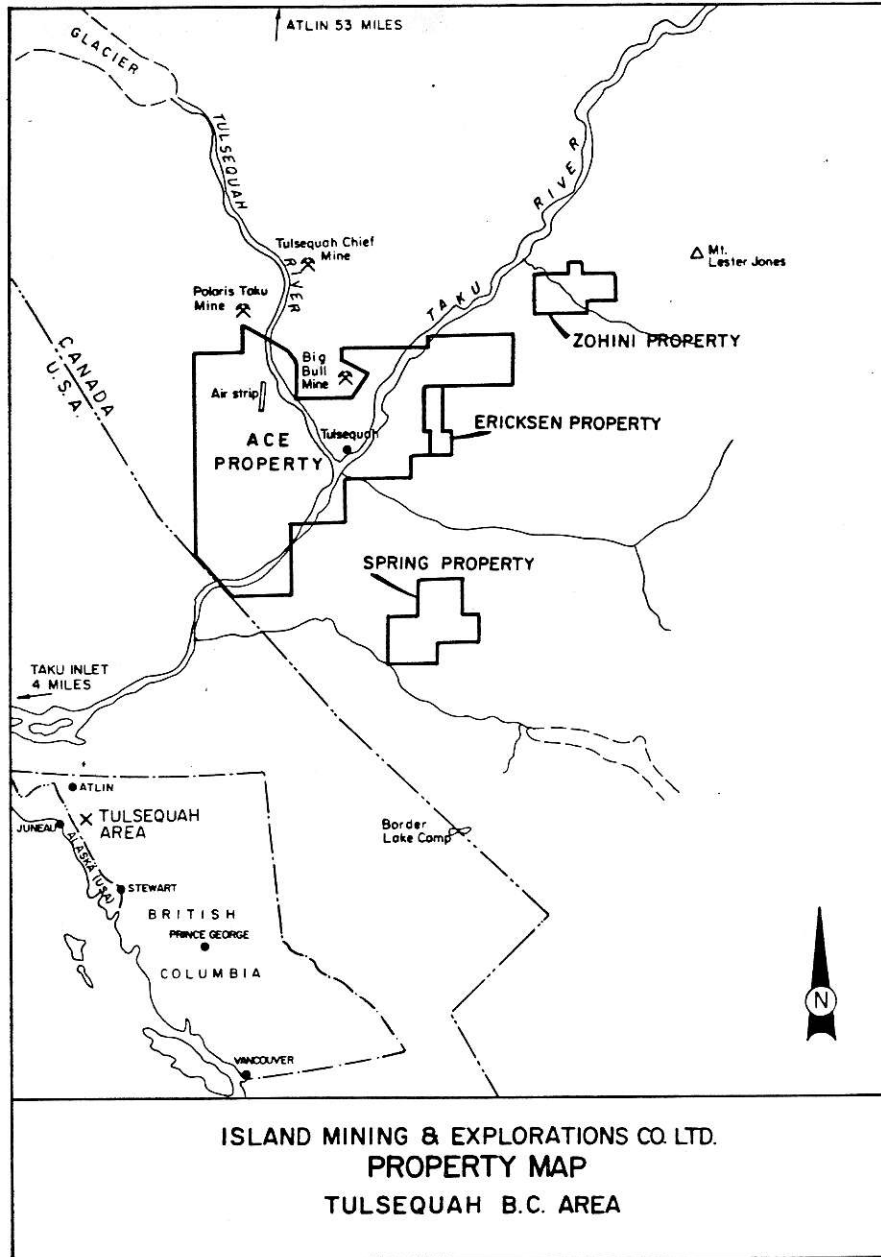 ATLIN 53 MILES
GLACIER
TULSEQUAH
RIVER
TAKU
RIVER
Tulsequah Chief
Mine
Mt.
Lester Jones
Polaris Taku
Mine
ZOHINI PROPERTY
CANADA
U.S.A.
Big
Bull
Mine
Air strip
ERICKSEN PROPERTY
ACE
PROPERTY
Tulsequah
SPRING PROPERTY
TAKU INLET
4 MILES
ATLIN
TULSEQUAH
AREA
JUNEAU
ALASKA (USA)
STEWART
BRITISH
PRINCE GEORGE
COLUMBIA
VANCOUVER
Border
Lake Camp
N
ISLAND MINING & EXPLORATIONS CO. LTD.
PROPERTY MAP
TULSEQUAH B.C. AREA